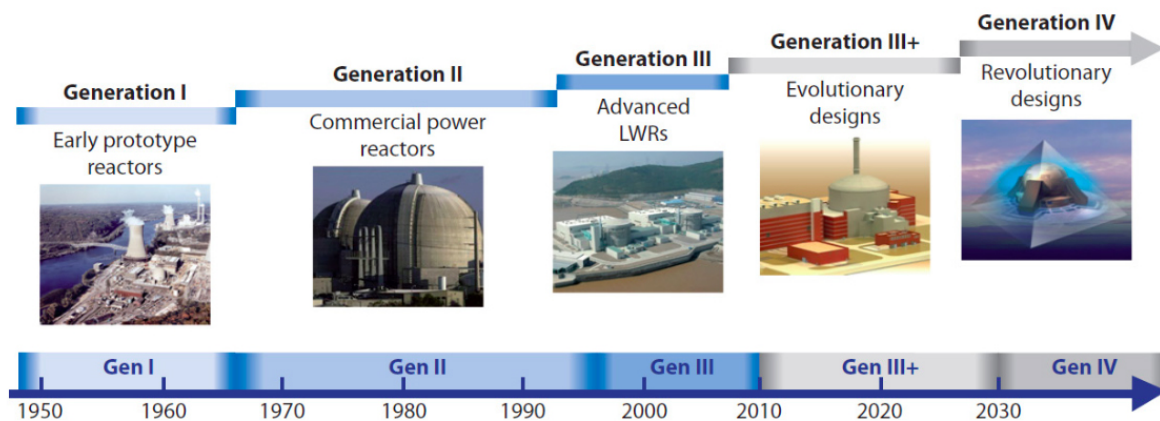 Generation I
Early prototype
reactors
Generation II
Commercial power
reactors
Generation III
Advanced
LWRs
Generation III+
Evolutionary
designs
Generation IV
Revolutionary
designs
Gen I
Gen II
Gen III
Gen III+
Gen IV
1950
1960
1970
1980
1990
2000
2010
2020
2030